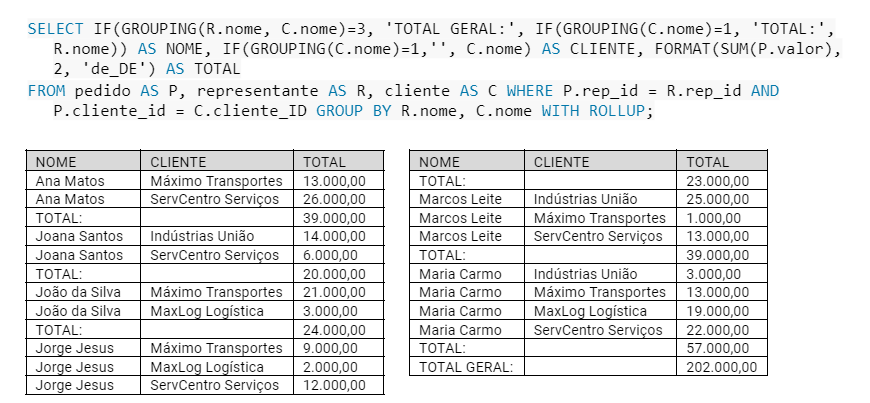 SELECT IF(GROUPING(R.nome, C.nome)=3, 'TOTAL GERAL:', IF(GROUPING(C.nome)=1, 'TOTAL:',
R.nome)) AS NOME, IF(GROUPING(C.nome)=1,'', C.nome) AS CLIENTE, FORMAT(SUM(P.valor),
2, 'de_DE') AS TOTAL
FROM pedido AS P, representante AS R, cliente AS C WHERE P.rep_id = R.rep_id AND
P.cliente_id = C.cliente_ID GROUP BY R.nome, C.nome WITH ROLLUP;
NOME CLIENTE TOTAL
Ana Matos Máximo Transportes 13.000,00
Ana Matos ServCentro Serviços 26.000,00
TOTAL: 39.000,00
Joana Santos Indústrias União 14.000,00
Joana Santos ServCentro Serviços 6.000,00
TOTAL: 20.000,00
João da Silva Máximo Transportes 21.000,00
João da Silva MaxLog Logística 3.000,00
TOTAL: 24.000,00
Jorge Jesus Máximo Transportes 9.000,00
Jorge Jesus MaxLog Logística 2.000,00
Jorge Jesus ServCentro Serviços 12.000,00
NOME CLIENTE TOTAL
TOTAL: 23.000,00
Marcos Leite Indústrias União 25.000,00
Marcos Leite Máximo Transportes 1.000,00
Marcos Leite ServCentro Serviços 13.000,00
TOTAL: 39.000,00
Maria Carmo Indústrias União 3.000,00
Maria Carmo Máximo Transportes 13.000,00
Maria Carmo MaxLog Logística 19.000,00
Maria Carmo ServCentro Serviços 22.000,00
TOTAL: 57.000,00
TOTAL GERAL: 202.000,00